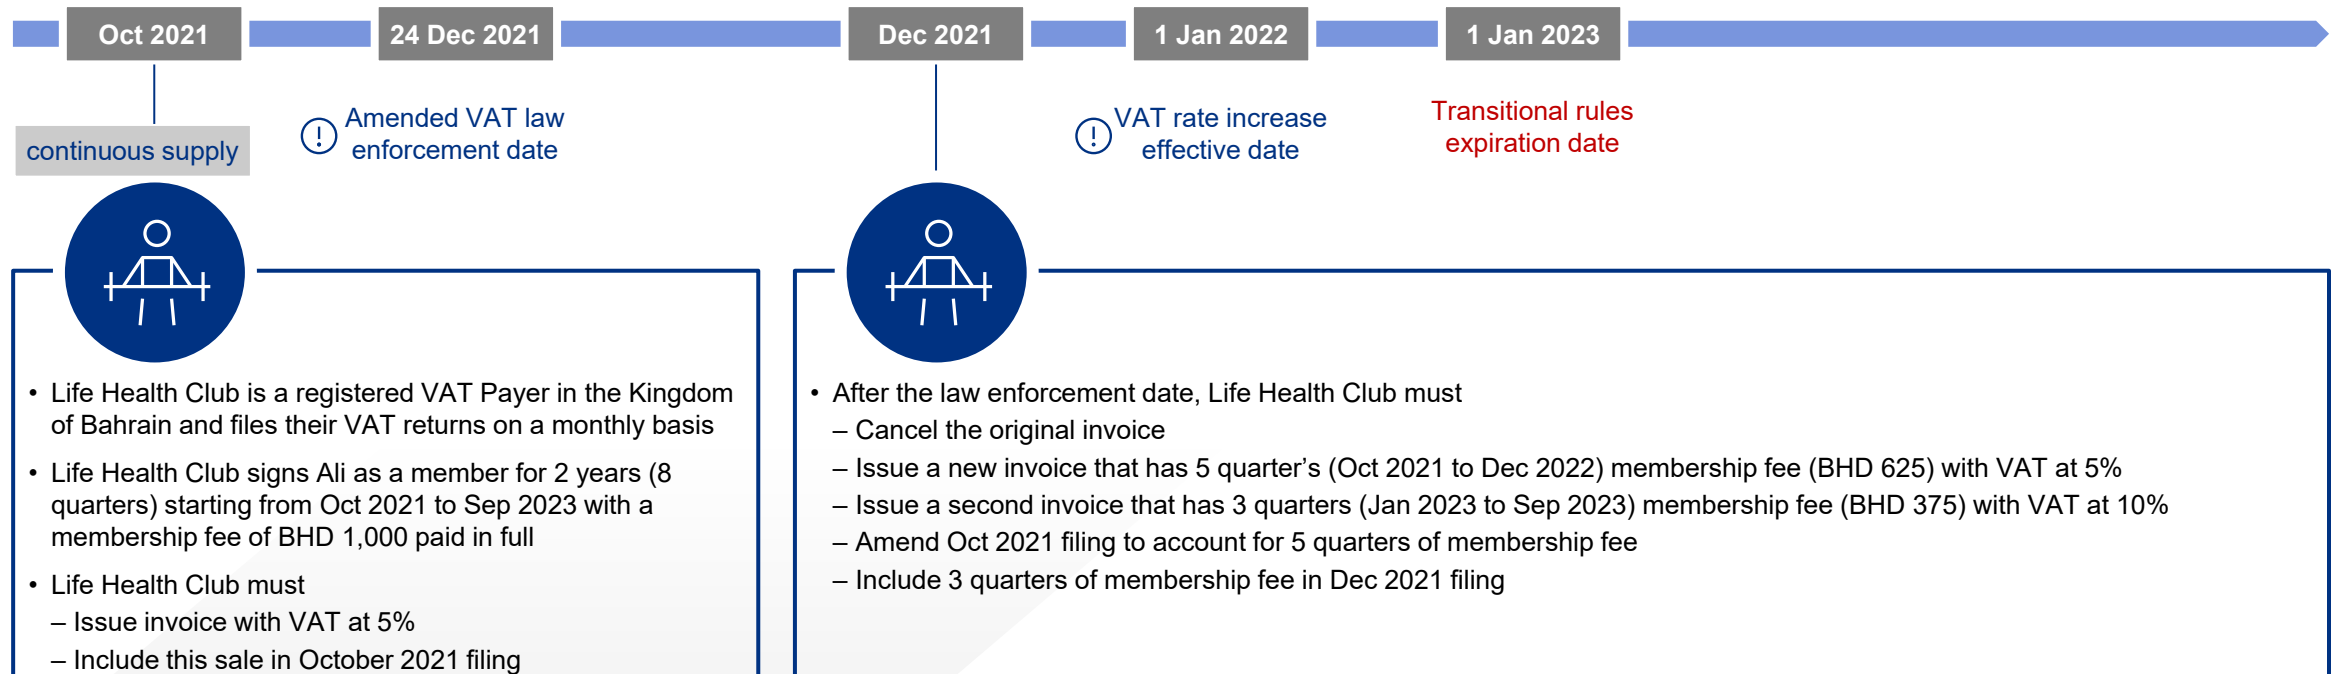 Oct 2021
24 Dec 2021
Dec 2021
1 Jan 2022
1 Jan 2023
continuous supply
! Amended VAT law
enforcement date
! VAT rate increase
effective date
Transitional rules
expiration date
• Life Health Club is a registered VAT Payer in the Kingdom
of Bahrain and files their VAT returns on a monthly basis
• Life Health Club signs Ali as a member for 2 years (8
quarters) starting from Oct 2021 to Sep 2023 with a
membership fee of BHD 1,000 paid in full
• Life Health Club must
– Issue invoice with VAT at 5%
– Include this sale in October 2021 filing
• After the law enforcement date, Life Health Club must
– Cancel the original invoice
– Issue a new invoice that has 5 quarter’s (Oct 2021 to Dec 2022) membership fee (BHD 625) with VAT at 5%
– Issue a second invoice that has 3 quarters (Jan 2023 to Sep 2023) membership fee (BHD 375) with VAT at 10%
– Amend Oct 2021 filing to account for 5 quarters of membership fee
– Include 3 quarters of membership fee in Dec 2021 filing